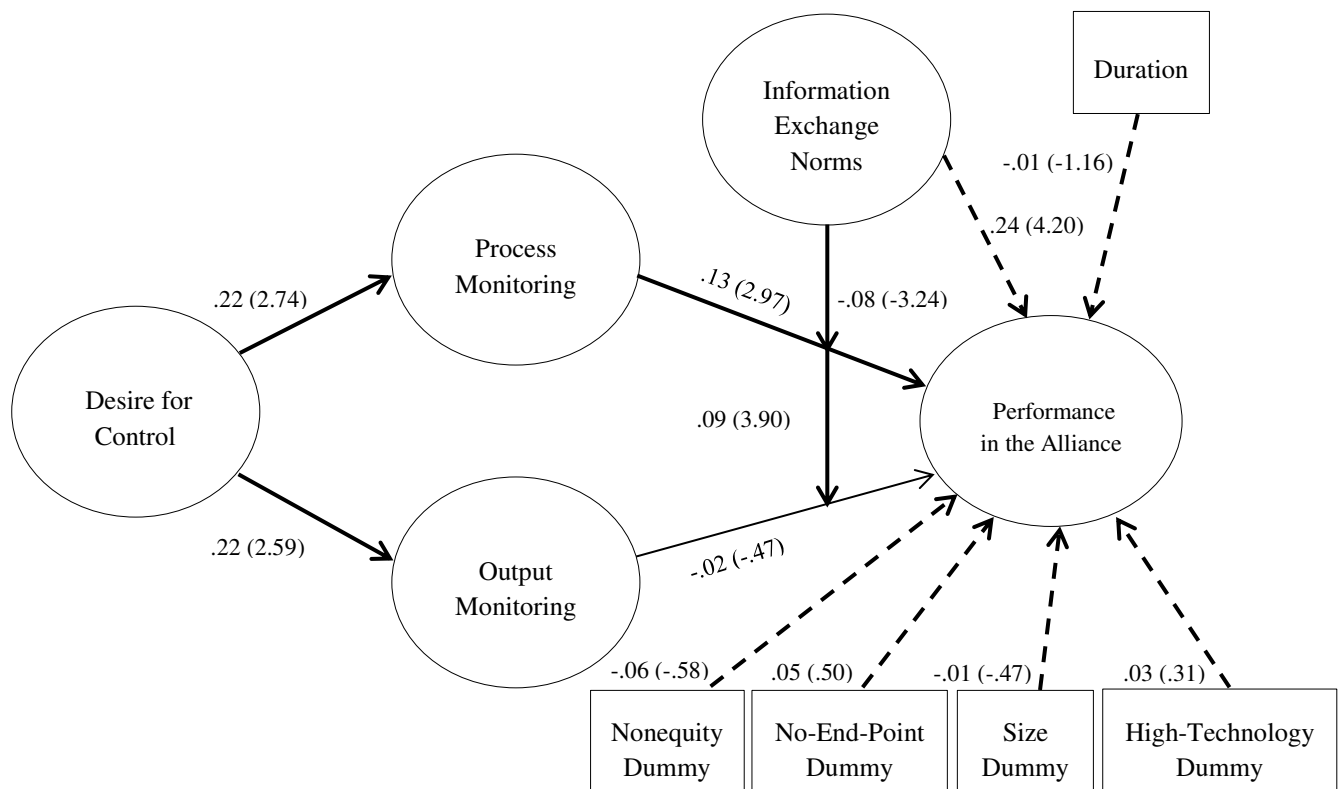 Information
Exchange
Norms
Duration
-.01 (-1.16)
.24 (4.20)
Process
Monitoring
.22 (2.74)
.13 (2.97)
-.08 (-3.24)
Desire for
Control
.09 (3.90)
Performance
in the Alliance
.22 (2.59)
Output
Monitoring
-.02 (-.47)
-.06 (-.58)
.05 (.50)
-.01 (-.47)
.03 (.31)
Nonequity
Dummy
No-End-Point
Dummy
Size
Dummy
High-Technology
Dummy